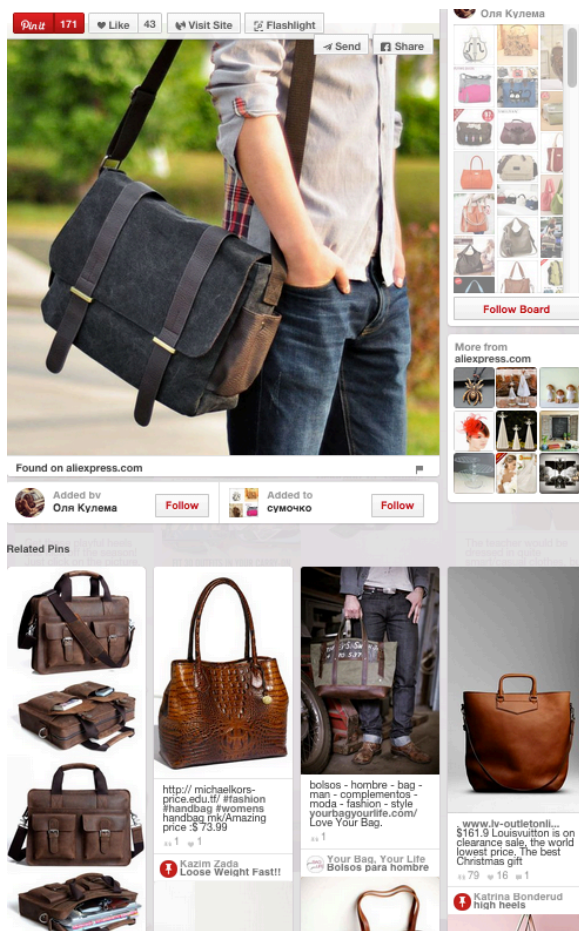 Pin it 171
Like 43
Visit Site
Flashlight
Send
Share
Found on aliexpress.com
Added by
Оля Кулема
Follow
Added to
сумочко
Follow
Оля Кулема
Follow Board
More from
aliexpress.com
Related Pins
http:// michaelkors-
price.edu.tf/ #fashion
#handbag #womens
handbag mk/Amazing
price :$ 73.99
1 1
Kazim Zada
Loose Weight Fast!!
bolsos - hombre - bag -
man - complementos -
moda - fashion - style
yourbagyourlife.com/
Love Your Bag.
1
Your Bag, Your Life
Bolsos para hombre
www.lv-outletonli...
$161.9 Louisvuitton is on
clearance sale, the world
lowest price. The best
Christmas gift
79 16 1
Katrina Bonderud
high heels